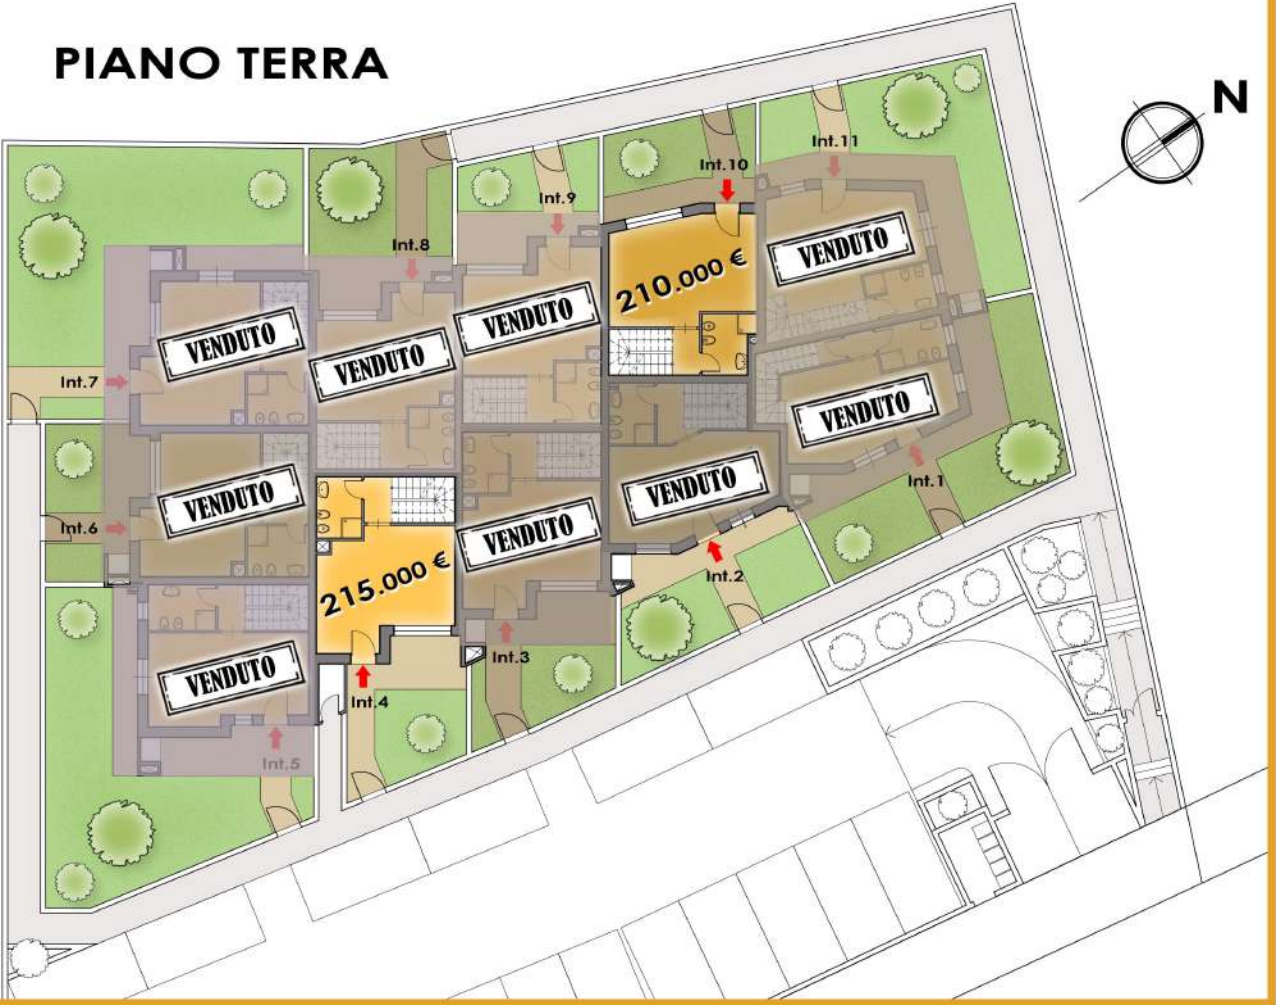 PIANO TERRA
N
Int.11
Int.10
Int.9
VENDUTO
Int.8
210.000 €
VENDUTO
VENDUTO
VENDUTO
Int.7
VENDUTO
VENDUTO
Int.1
VENDUTO
Int.6
VENDUTO
215.000 €
Int.2
Int.3
VENDUTO
Int.4
Int.5